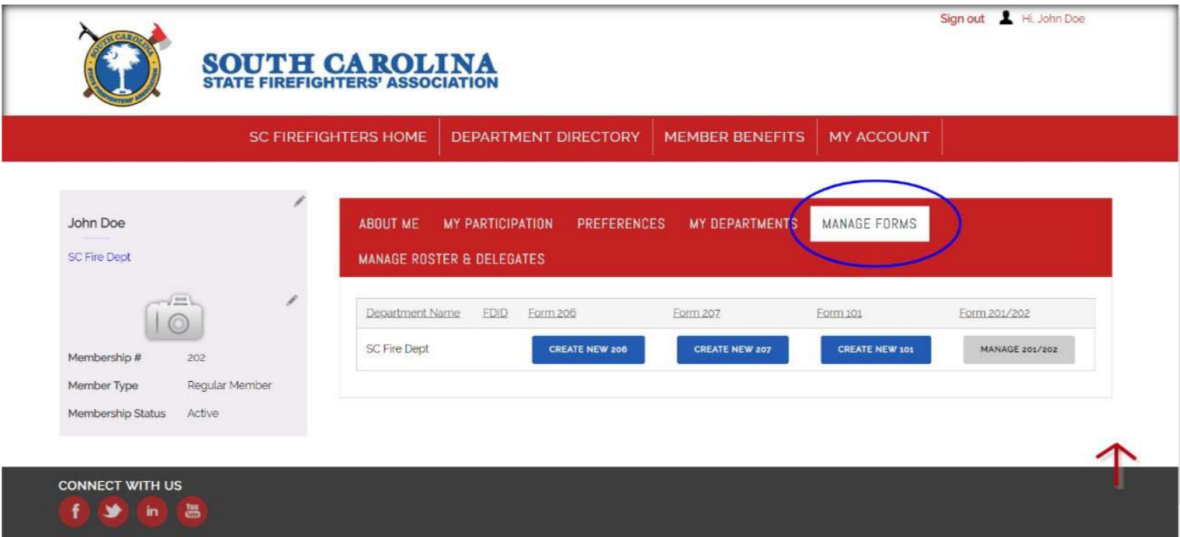 Sign out Hi, John Doe
SOUTH CAROLINA
STATE FIREFIGHTERS' ASSOCIATION
SC FIREFIGHTERS HOME DEPARTMENT DIRECTORY MEMBER BENEFITS MY ACCOUNT
John Doe
SC Fire Dept
Membership # 202
Member Type Regular Member
Membership Status Active
ABOUT ME MY PARTICIPATION PREFERENCES MY DEPARTMENTS MANAGE FORMS
MANAGE ROSTER & DELEGATES
Department Name FDID Form 206 Form 207 Form 101 Form 201/202
SC Fire Dept CREATE NEW 206 CREATE NEW 207 CREATE NEW 101 MANAGE 201/202
CONNECT WITH US